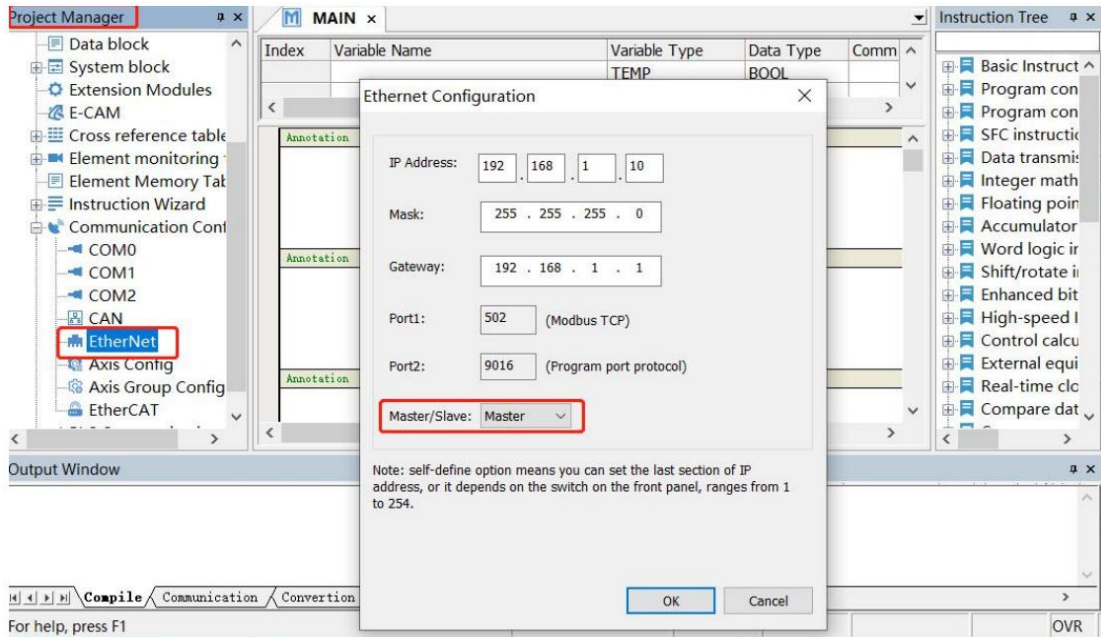 Project Manager
Data block
System block
Extension Modules
E-CAM
Cross reference table
Element monitoring
Element Memory Tab
Instruction Wizard
Communication Conf
COM0
COM1
COM2
CAN
EtherNet
Axis Config
Axis Group Config
EtherCAT
MAIN
Index Variable Name Variable Type Data Type Comm
TEMP BOOL
Annotation
Annotation
Annotation
Ethernet Configuration
IP Address: 192 . 168 . 1 . 10
Mask: 255 . 255 . 255 . 0
Gateway: 192 . 168 . 1 . 1
Port1: 502 (Modbus TCP)
Port2: 9016 (Program port protocol)
Master/Slave: Master
Note: self-define option means you can set the last section of IP
address, or it depends on the switch on the front panel, ranges from 1
to 254.
OK Cancel
Instruction Tree
Basic Instruct
Program con
Program con
SFC instructio
Data transmis
Integer math
Floating poin
Accumulator
Word logic in
Shift/rotate i
Enhanced bit
High-speed I
Control calcu
External equi
Real-time clo
Compare dat
Output Window
Compile Communication Convertion
For help, press F1
OVR